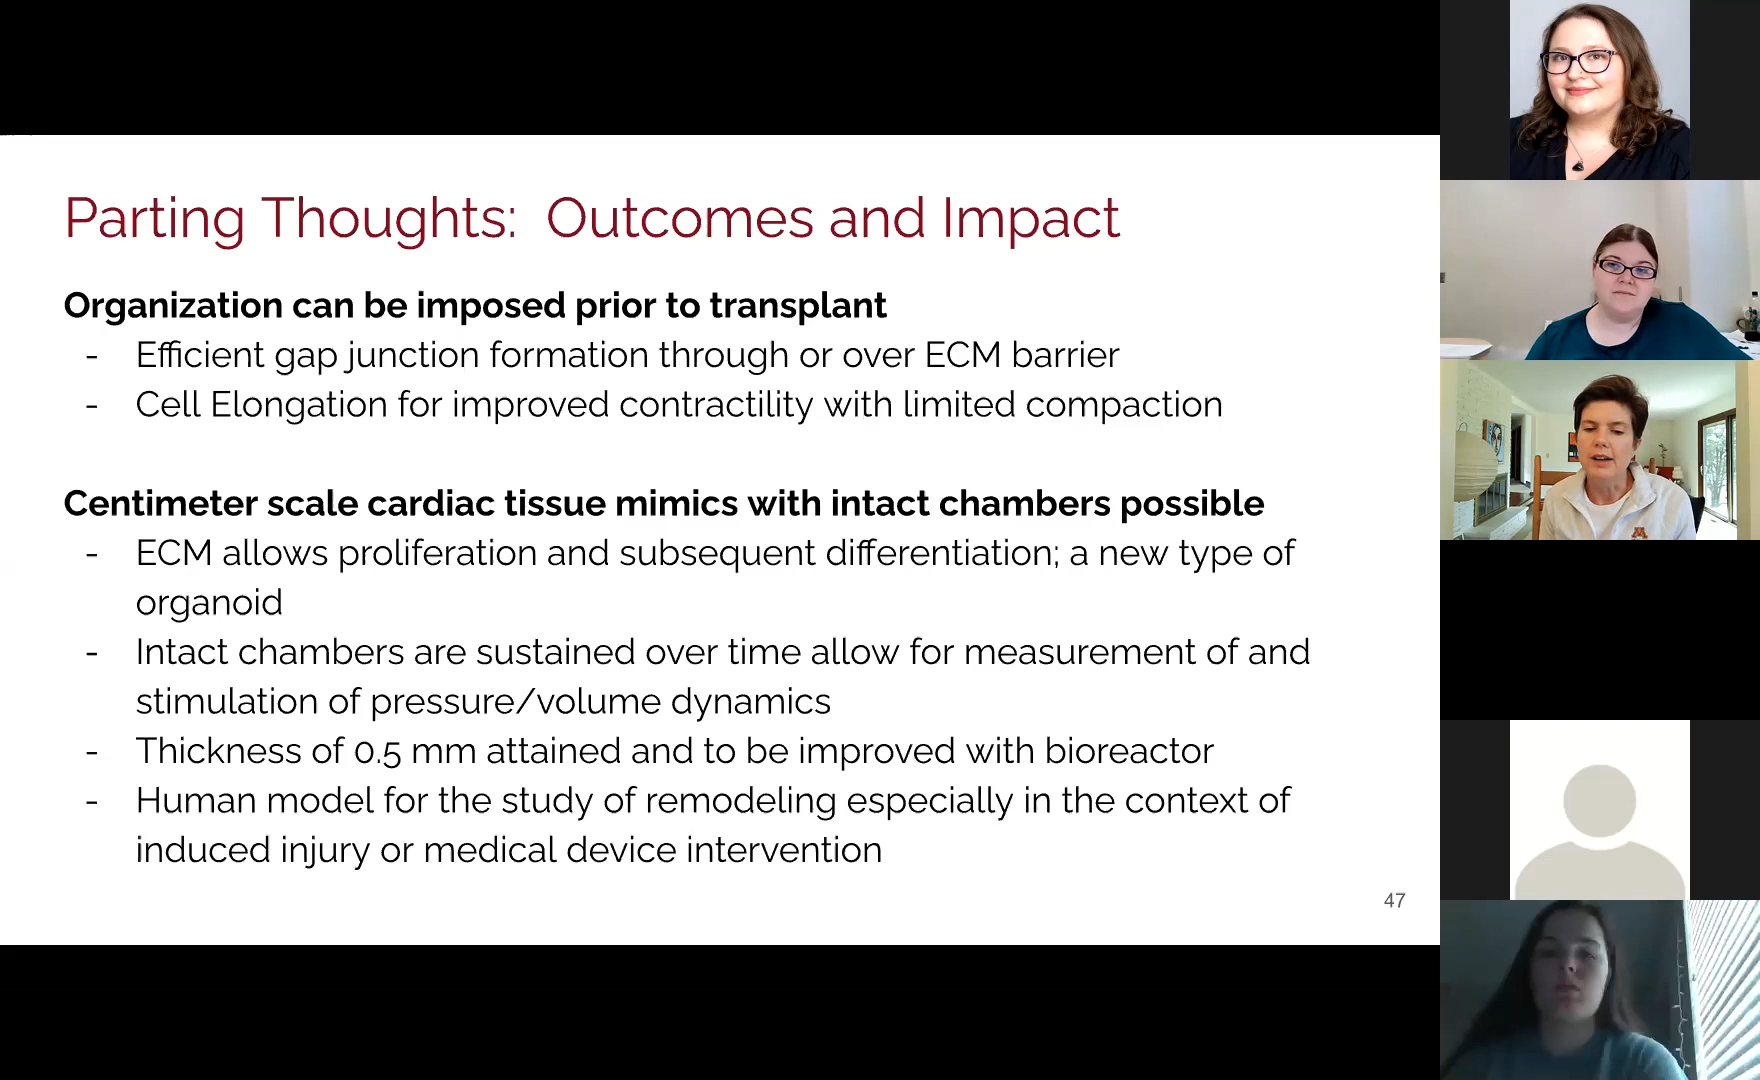 Parting Thoughts: Outcomes and Impact
Organization can be imposed prior to transplant
- Efficient gap junction formation through or over ECM barrier
- Cell Elongation for improved contractility with limited compaction
Centimeter scale cardiac tissue mimics with intact chambers possible
- ECM allows proliferation and subsequent differentiation; a new type of
organoid
- Intact chambers are sustained over time allow for measurement of and
stimulation of pressure/volume dynamics
- Thickness of 0.5 mm attained and to be improved with bioreactor
- Human model for the study of remodeling especially in the context of
induced injury or medical device intervention
47
M